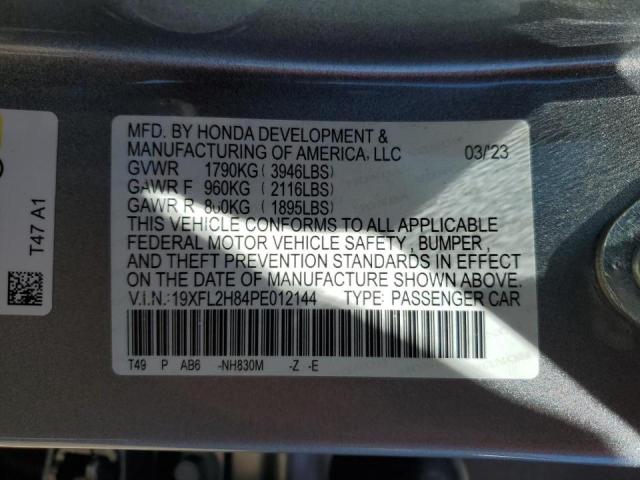 MFD. BY HONDA DEVELOPMENT &
MANUFACTURING OF AMERICA, LLC 03/'23
GVWR 1790KG ( 3946LBS)
GAWR F 960KG ( 2116LBS)
GAWR R 860KG ( 1895LBS)
THIS VEHICLE CONFORMS TO ALL APPLICABLE
FEDERAL MOTOR VEHICLE SAFETY , BUMPER ,
AND THEFT PREVENTION STANDARDS IN EFFECT
ON THE DATE OF MANUFACTURE SHOWN ABOVE.
V.I.N.:19XFL2H84PE012144 TYPE: PASSENGER CAR
T49 P AB6 -NH830M -Z -E
T47 A1